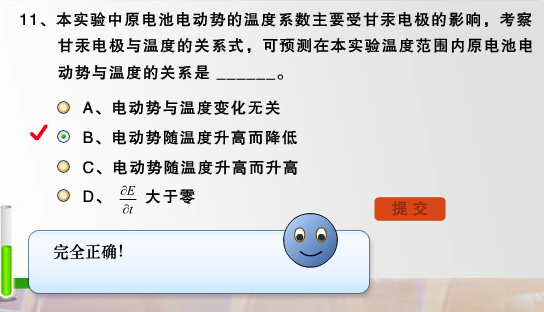 11、本实验中原电池电动势的温度系数主要受甘汞电极的影响，考察
甘汞电极与温度的关系式，可预测在本实验温度范围内原电池电
动势与温度的关系是 ______。
A、电动势与温度变化无关
B、电动势随温度升高而降低
C、电动势随温度升高而升高
D、 ∂E/∂t 大于零
提 交
完全正确!